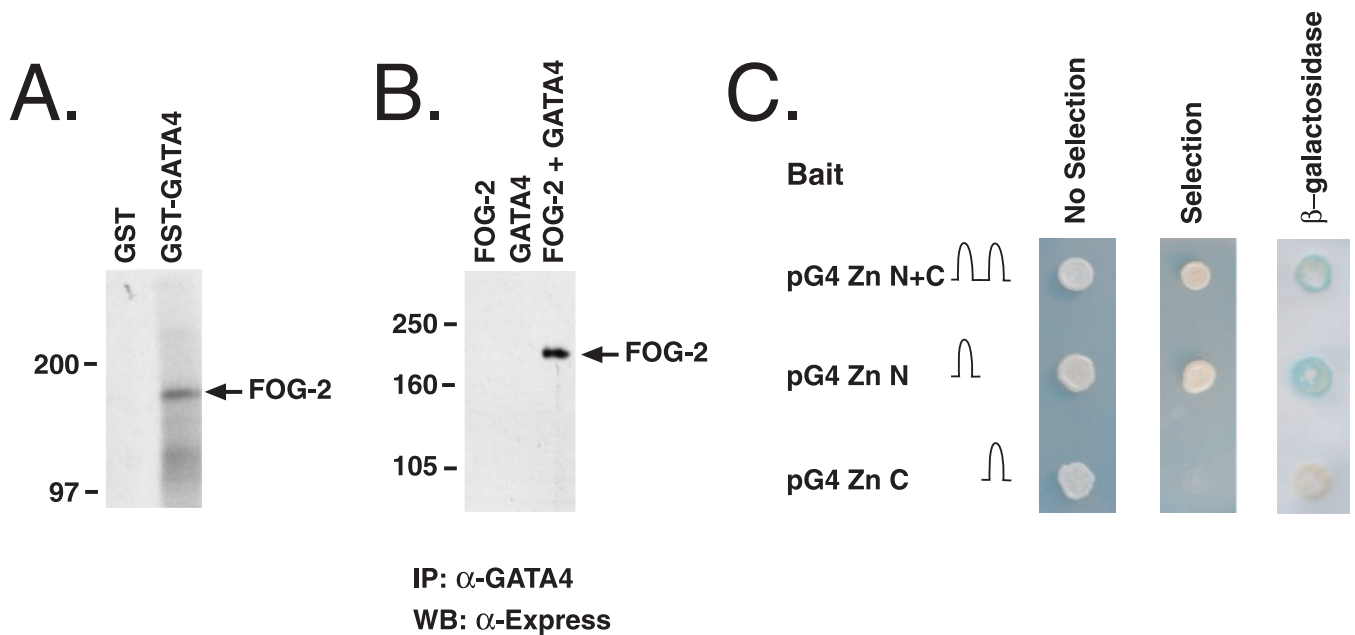 A.
GST
GST-GATA4
200
97
FOG-2
B.
FOG-2
GATA4
FOG-2 + GATA4
250
160
105
FOG-2
IP: α-GATA4
WB: α-Express
C.
Bait
No Selection
Selection
β-galactosidase
pG4 Zn N+C
pG4 Zn N
pG4 Zn C